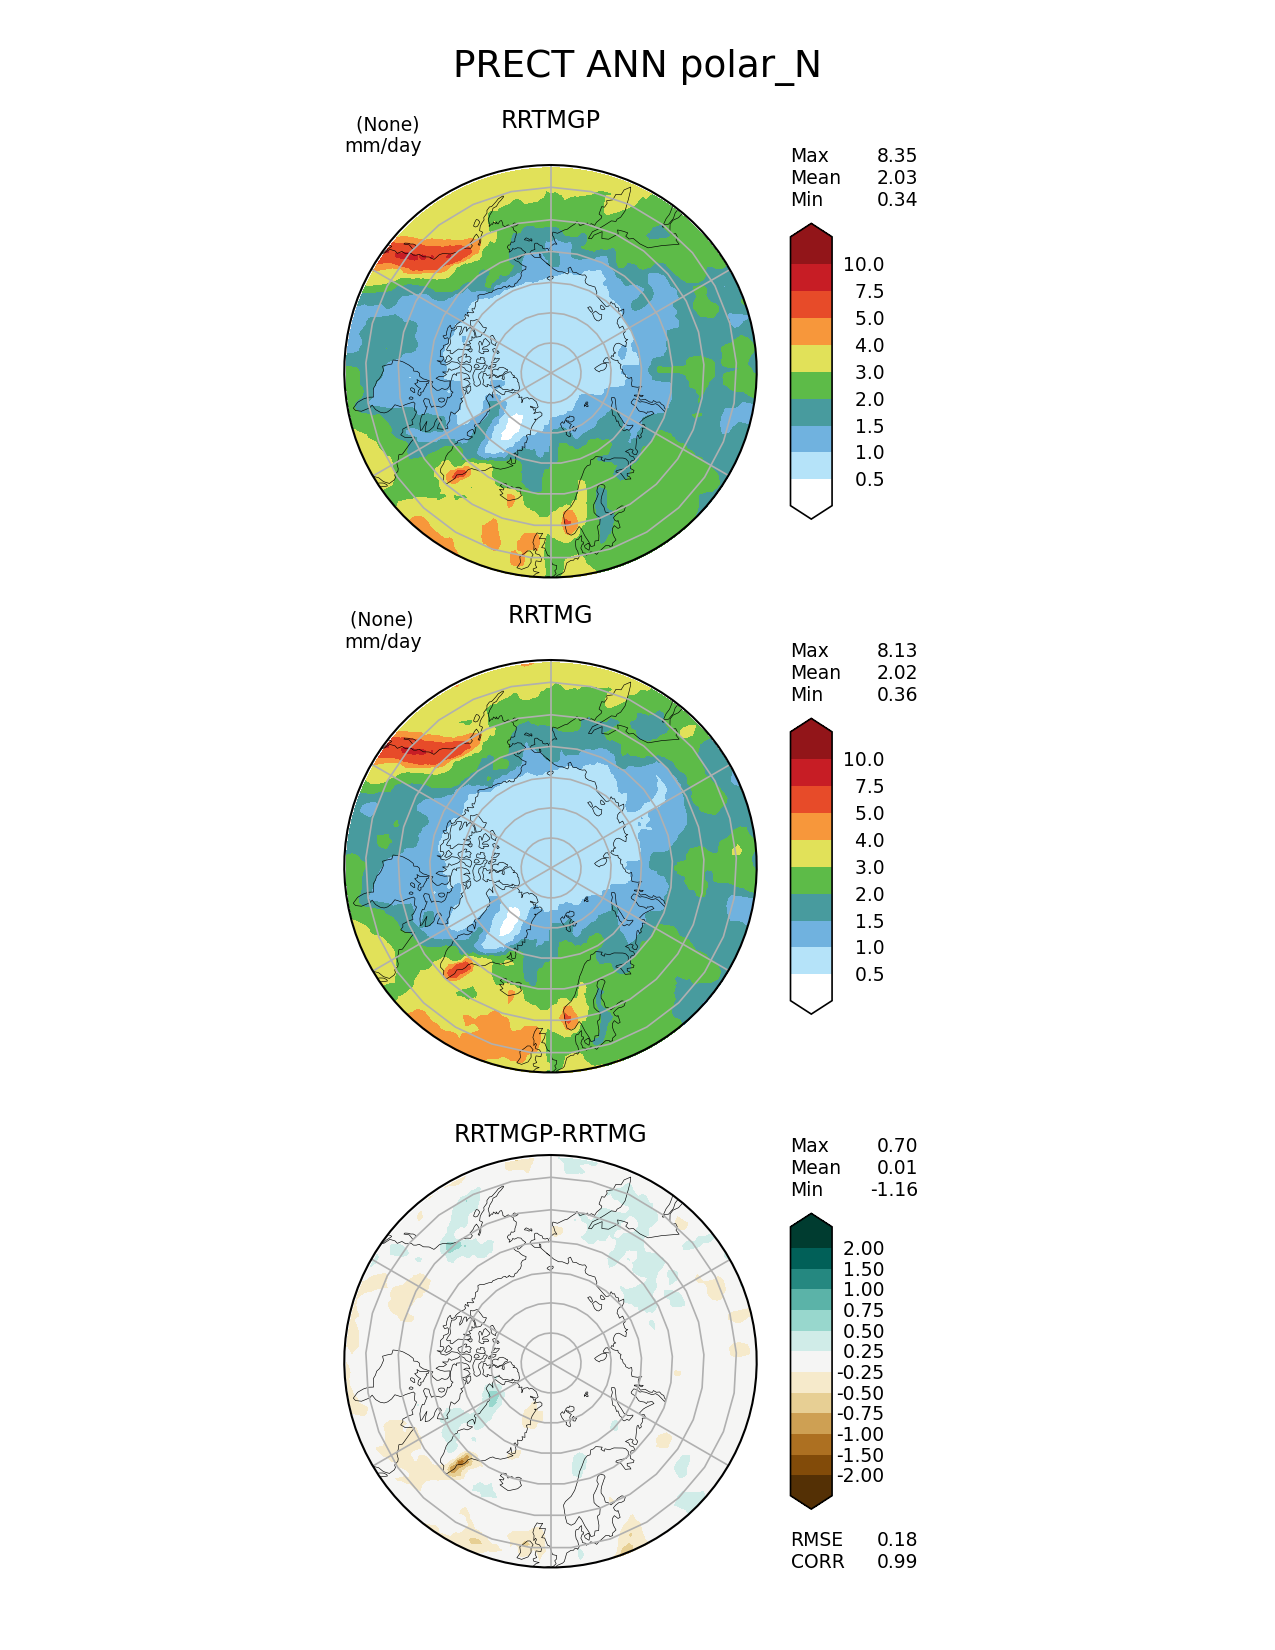 PRECT ANN polar_N
RRTMGP
(None)
mm/day
Max 8.35
Mean 2.03
Min 0.34
10.0
7.5
5.0
4.0
3.0
2.0
1.5
1.0
0.5
RRTMG
(None)
mm/day
Max 8.13
Mean 2.02
Min 0.36
10.0
7.5
5.0
4.0
3.0
2.0
1.5
1.0
0.5
RRTMGP-RRTMG
Max 0.70
Mean 0.01
Min -1.16
2.00
1.50
1.00
0.75
0.50
0.25
-0.25
-0.50
-0.75
-1.00
-1.50
-2.00
RMSE 0.18
CORR 0.99